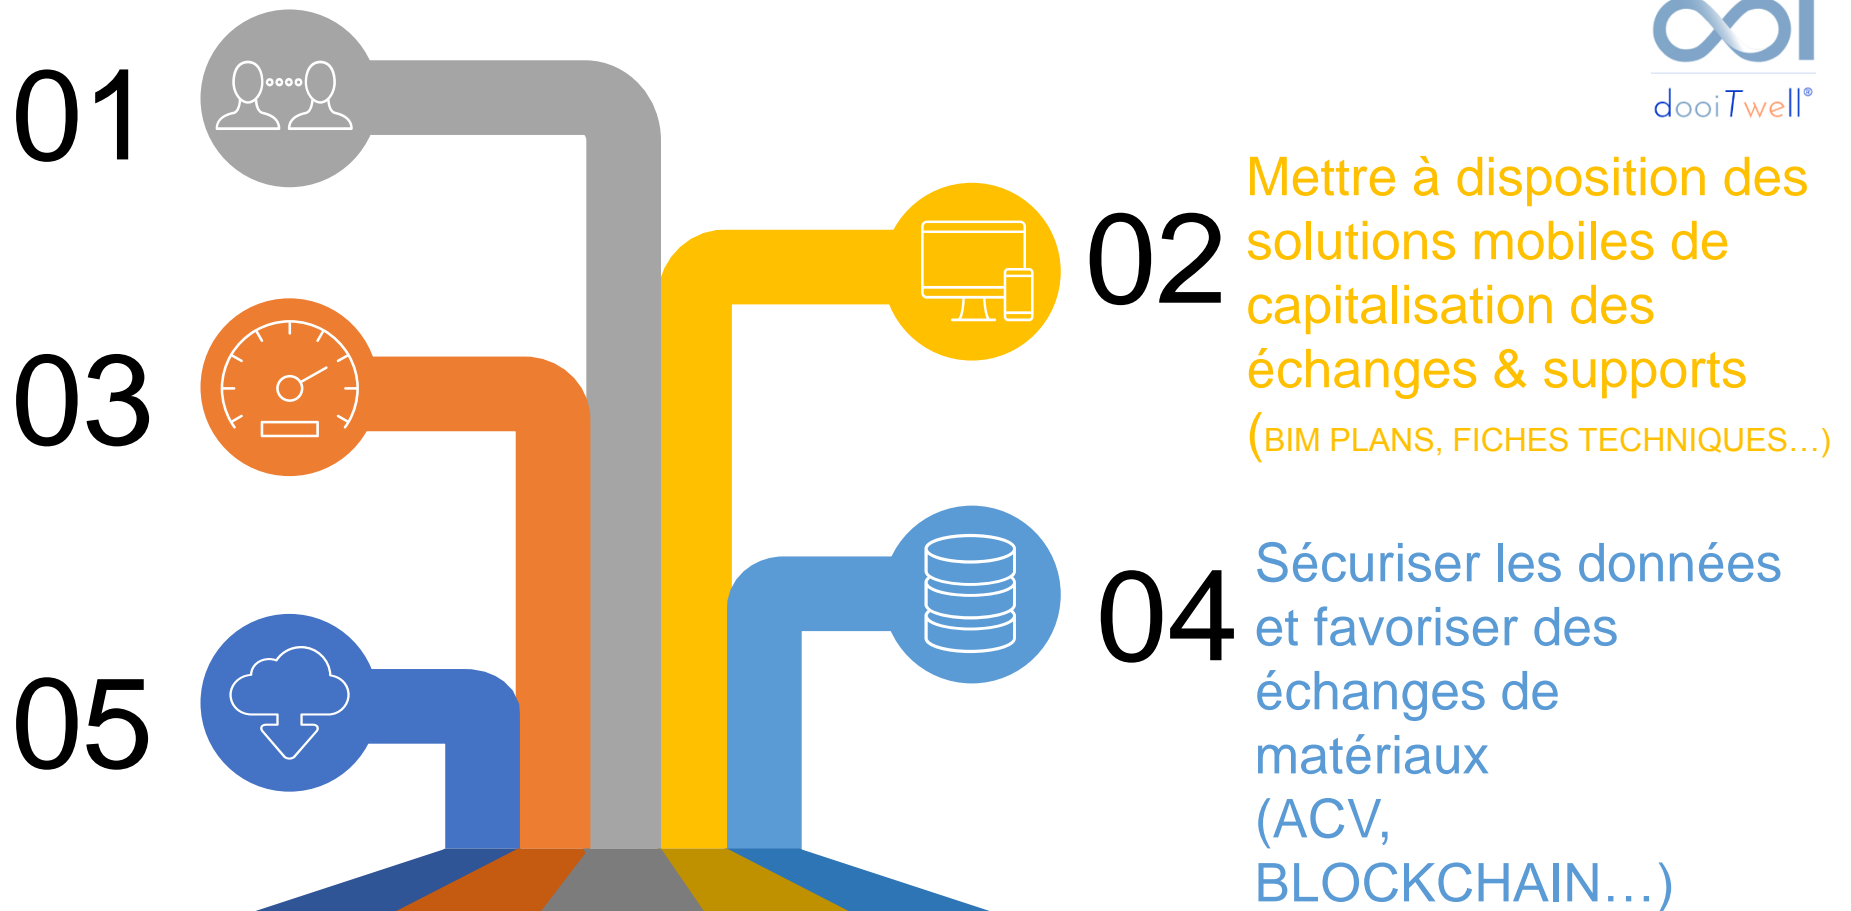 01
dooiTwell®
02
Mettre à disposition des
solutions mobiles de
capitalisation des
échanges & supports
(BIM PLANS, FICHES TECHNIQUES…)
03
04
Sécuriser les données
et favoriser des
échanges de
matériaux
(ACV,
BLOCKCHAIN…)
05